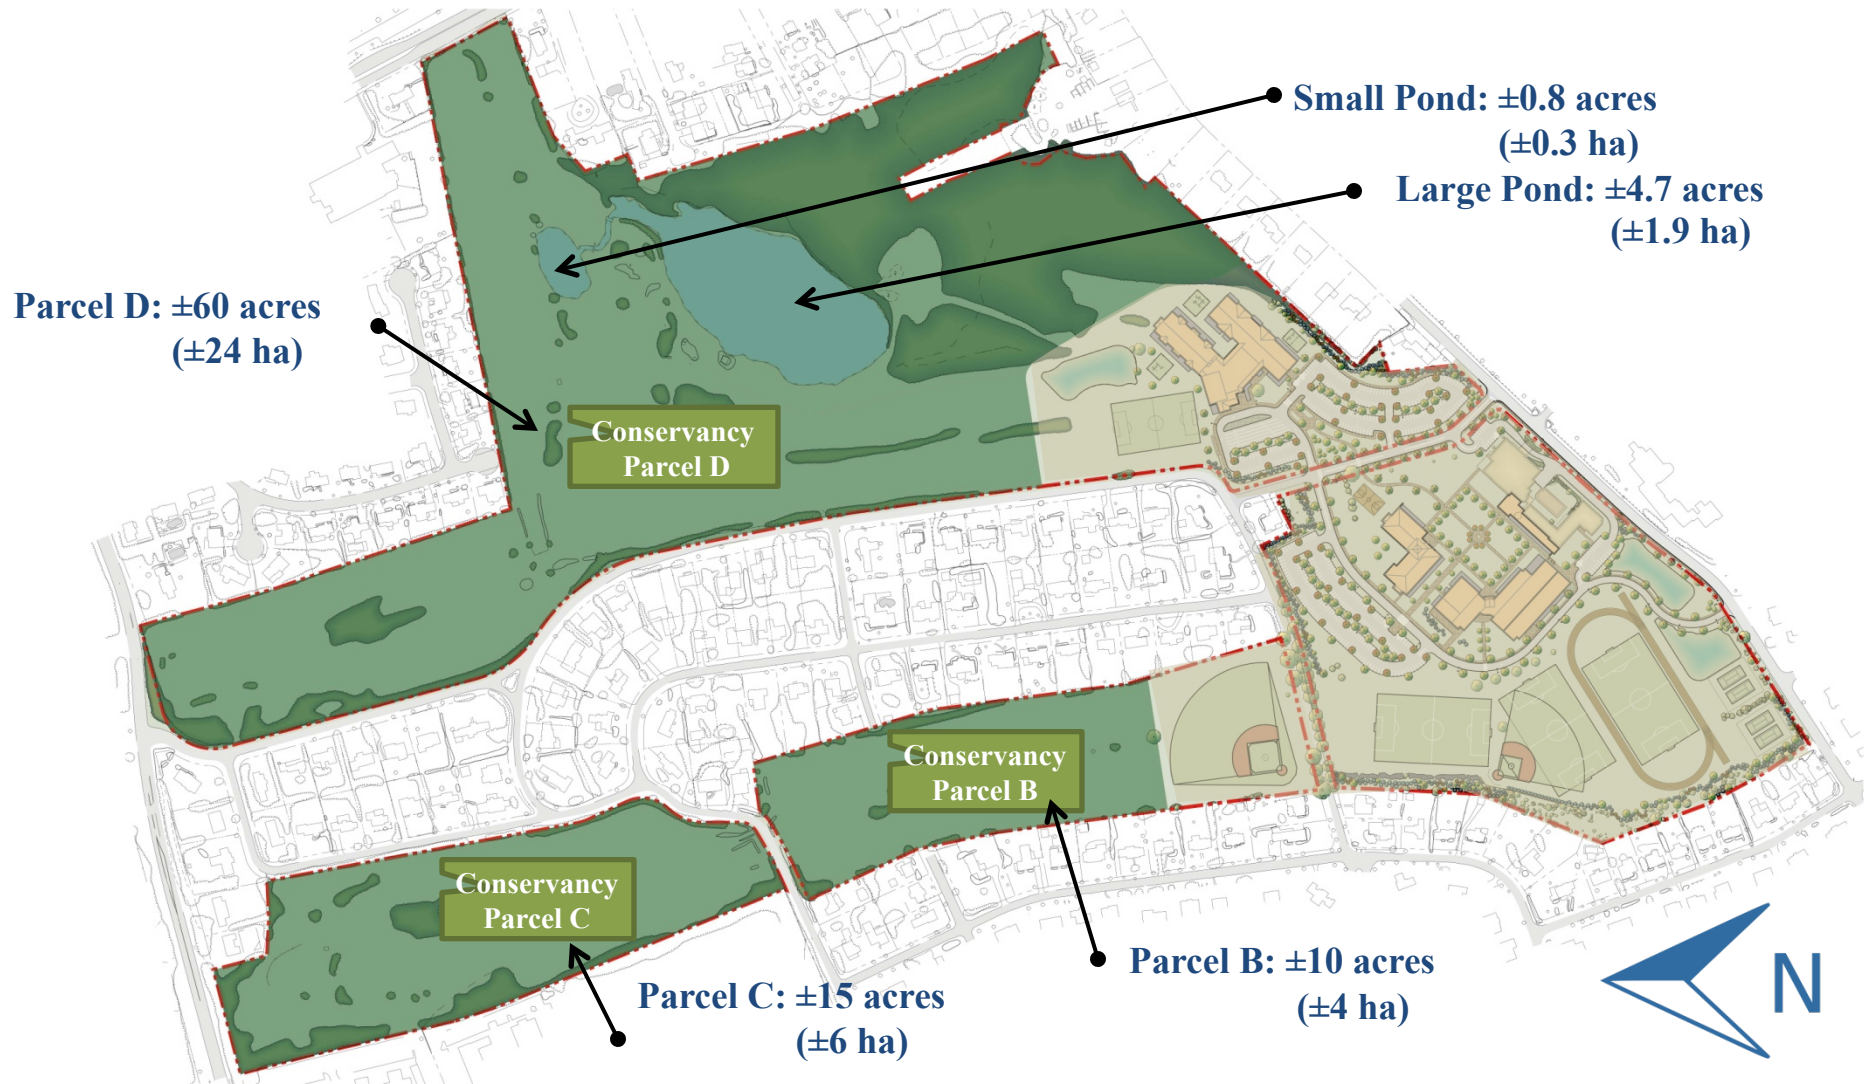 Small Pond: ±0.8 acres
(±0.3 ha)
Large Pond: ±4.7 acres
(±1.9 ha)
Parcel D: ±60 acres
(±24 ha)
Conservancy
Parcel D
Conservancy
Parcel B
Conservancy
Parcel C
Parcel B: ±10 acres
(±4 ha)
Parcel C: ±15 acres
(±6 ha)
N